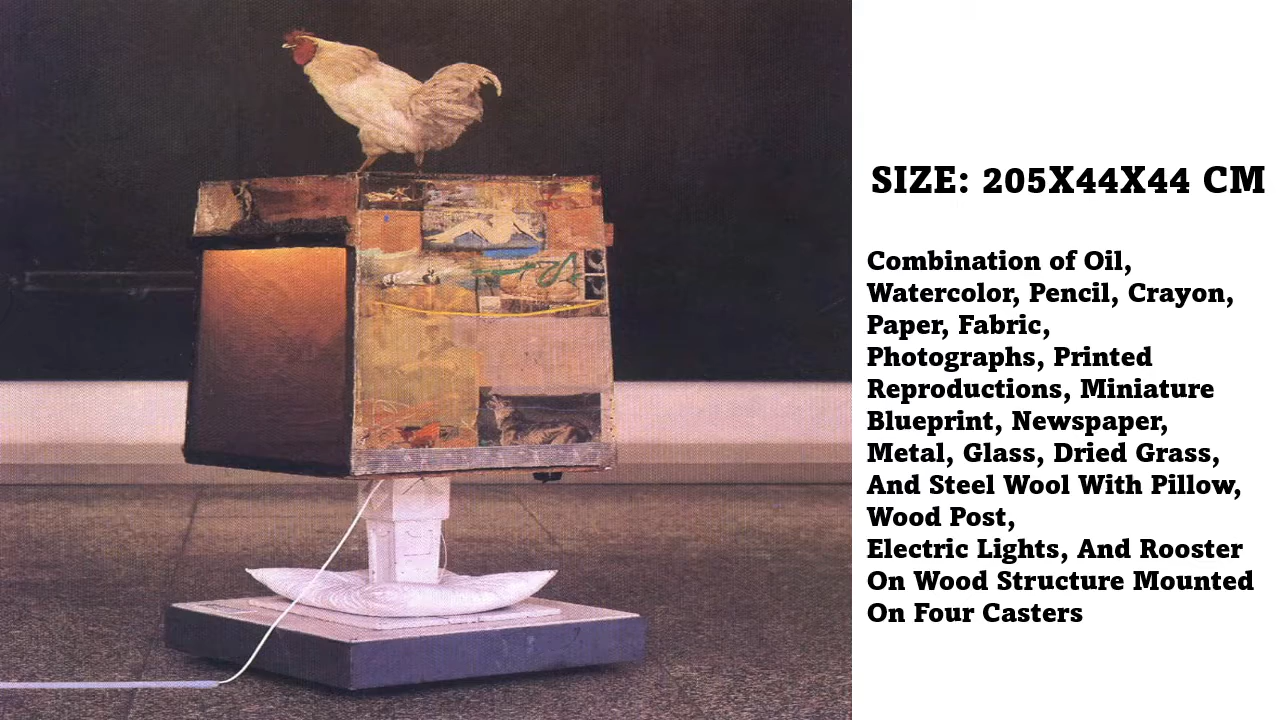 SIZE: 205X44X44 CM
Combination of Oil,
Watercolor, Pencil, Crayon,
Paper, Fabric,
Photographs, Printed
Reproductions, Miniature
Blueprint, Newspaper,
Metal, Glass, Dried Grass,
And Steel Wool With Pillow,
Wood Post,
Electric Lights, And Rooster
On Wood Structure Mounted
On Four Casters